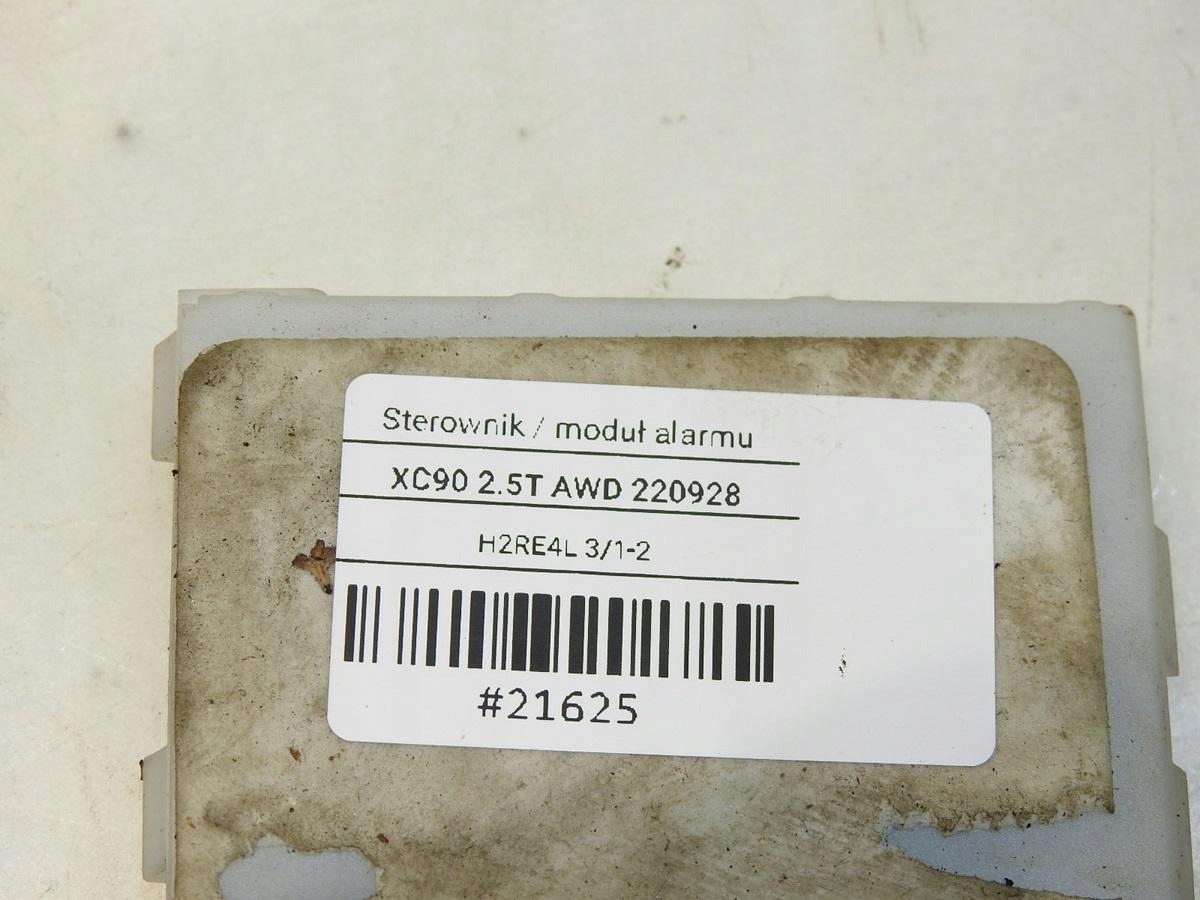 Sterownik / moduł alarmu
XC90 2.5T AWD 220928
H2RE4L 3/1-2
#21625